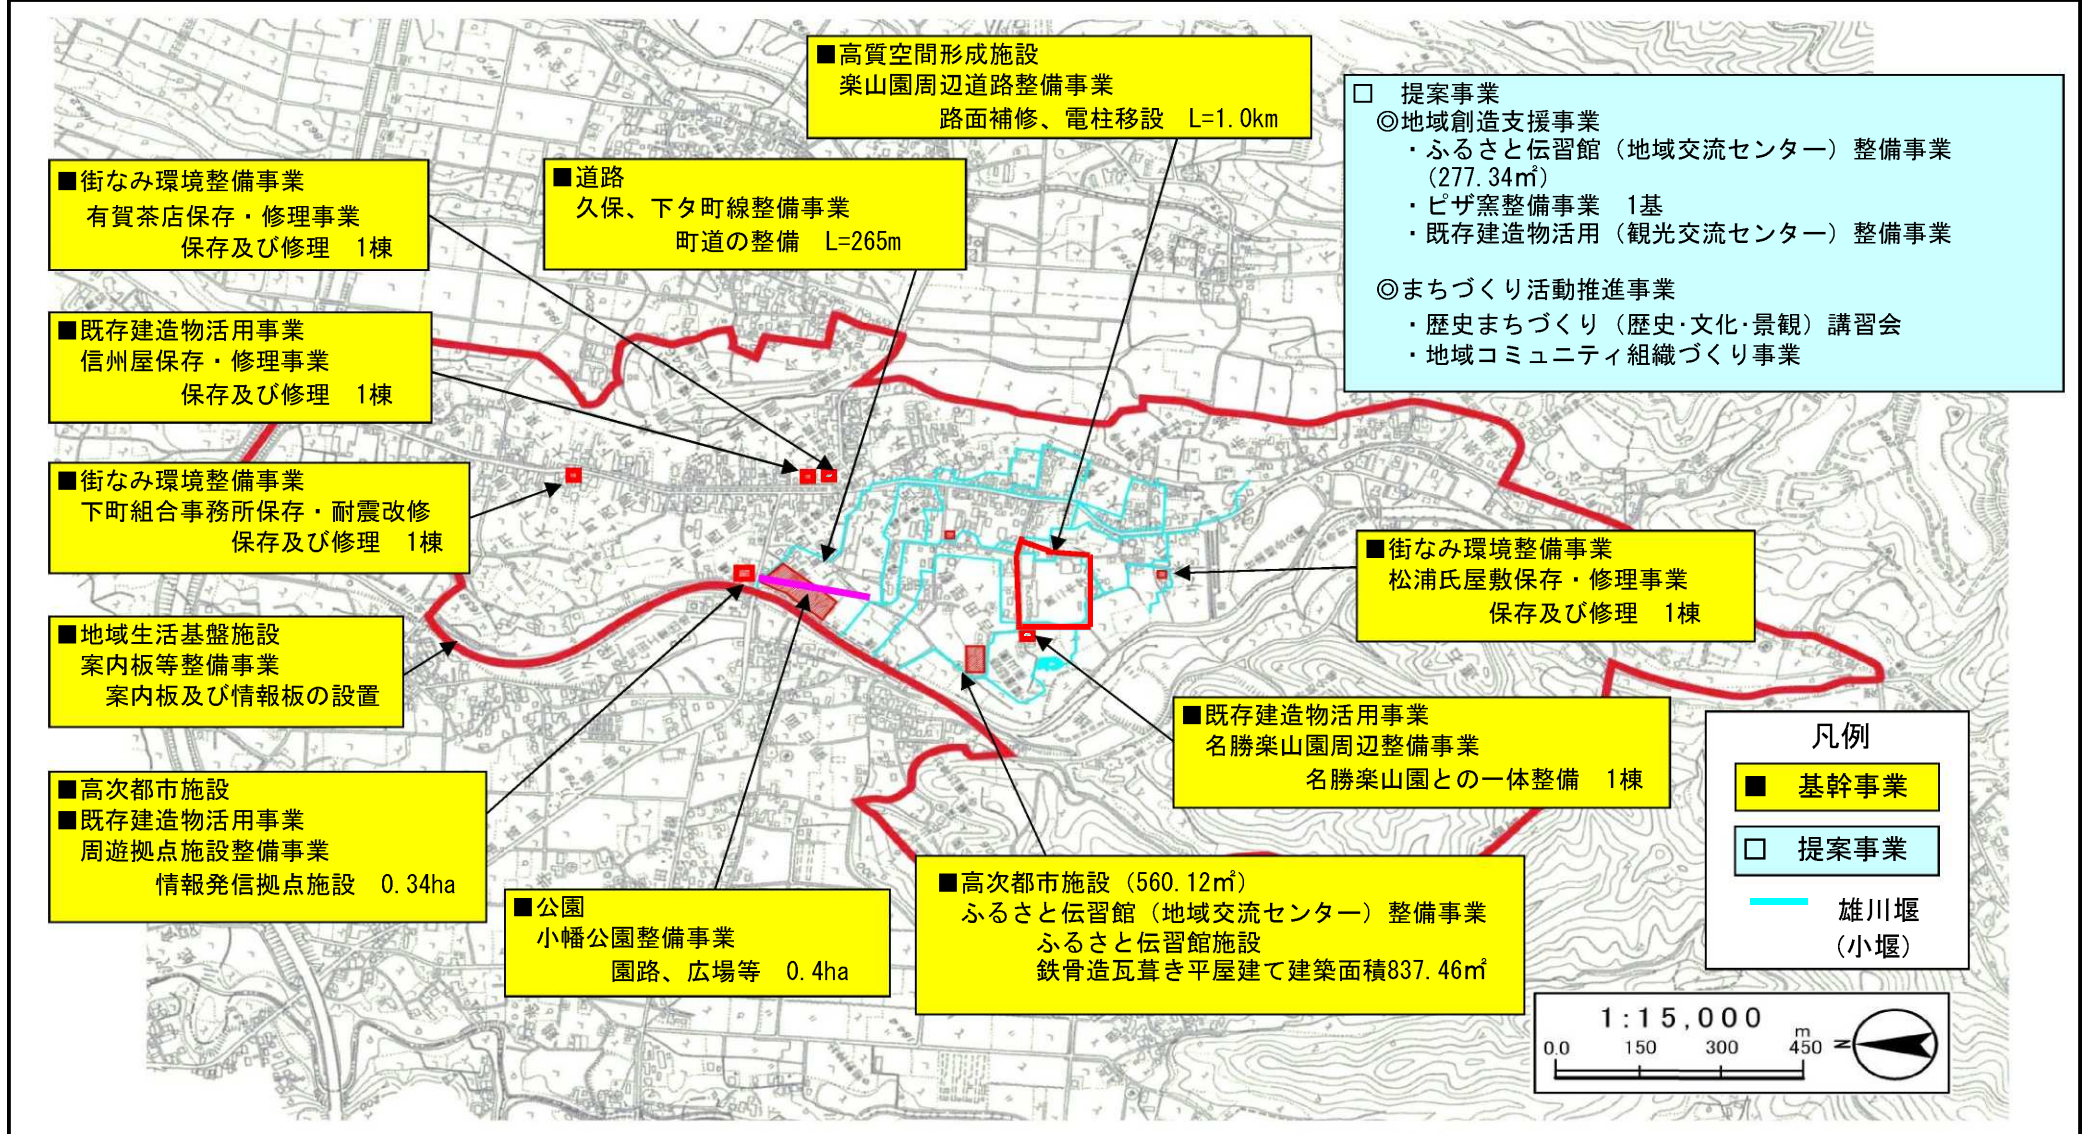 ■高質空間形成施設
楽山園周辺道路整備事業
路面補修、電柱移設　L=1.0km
□　提案事業
◎地域創造支援事業
・ふるさと伝習館（地域交流センター）整備事業
(277.34㎡)
・ピザ窯整備事業　1基
・既存建造物活用（観光交流センター）整備事業
◎まちづくり活動推進事業
・歴史まちづくり（歴史･文化･景観）講習会
・地域コミュニティ組織づくり事業
■街なみ環境整備事業
有賀茶店保存・修理事業
保存及び修理　1棟
■道路
久保、下タ町線整備事業
町道の整備　L=265m
■既存建造物活用事業
信州屋保存・修理事業
保存及び修理　1棟
■街なみ環境整備事業
下町組合事務所保存・耐震改修
保存及び修理　1棟
■街なみ環境整備事業
松浦氏屋敷保存・修理事業
保存及び修理　1棟
■地域生活基盤施設
案内板等整備事業
案内板及び情報板の設置
■既存建造物活用事業
名勝楽山園周辺整備事業
名勝楽山園との一体整備　1棟
■高次都市施設
■既存建造物活用事業
周遊拠点施設整備事業
情報発信拠点施設　0.34ha
■公園
小幡公園整備事業
園路、広場等　0.4ha
■高次都市施設（560.12㎡）
ふるさと伝習館（地域交流センター）整備事業
ふるさと伝習館施設
鉄骨造瓦葺き平屋建て建築面積837.46㎡
凡例
■　基幹事業
□　提案事業
雄川堰
(小堰)
1:15,000
m
0.0 150 300 450
N